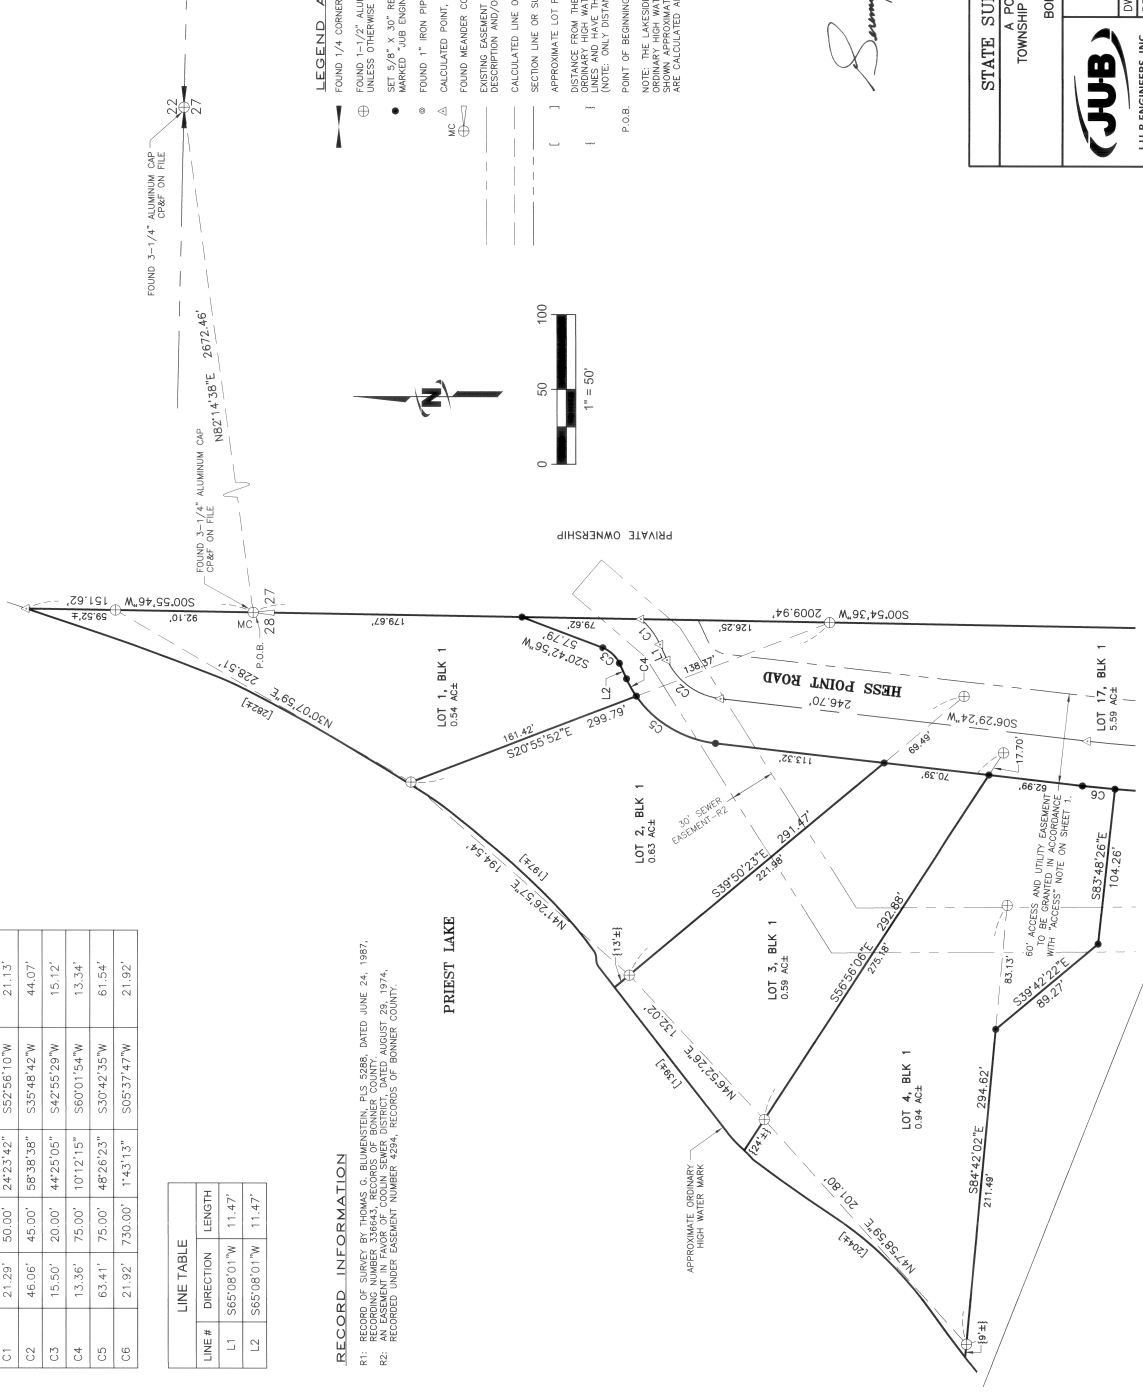 C1 21.29' 50.00' 24°23'42" S52°56'10"W 21.13'
C2 46.06' 45.00' 58°38'38" S35°48'42"W 44.07'
C3 15.50' 20.00' 44°25'05" S42°55'29"W 15.12'
C4 13.36' 75.00' 10°12'15" S60°01'54"W 13.34'
C5 63.41' 75.00' 48°26'23" S30°42'35"W 61.54'
C6 21.92' 730.00' 1°43'13" S05°37'47"W 21.92'
LINE TABLE
LINE # DIRECTION LENGTH
L1 S65°08'01"W 11.47'
L2 S65°08'01"W 11.47'
RECORD INFORMATION
R1: RECORD OF SURVEY BY THOMAS G. BLUMENSTEIN, PLS 5288, DATED JUNE 24, 1987,
RECORDING NUMBER 336643, RECORDS OF BONNER COUNTY.
R2: AN EASEMENT IN FAVOR OF COOLIN SEWER DISTRICT, DATED AUGUST 29, 1974,
RECORDED UNDER EASEMENT NUMBER 4294, RECORDS OF BONNER COUNTY.
PRIEST LAKE
APPROXIMATE ORDINARY
HIGH WATER MARK
FOUND 3-1/4" ALUMINUM CAP
CP&F ON FILE
22
27
FOUND 3-1/4" ALUMINUM CAP
CP&F ON FILE
N82°14'38"E 2672.46'
28
27
MC
P.O.B.
S00°55'46"W 151.62'
59.52'±
92.10'
179.67'
79.62'
126.25'
S00°54'36"W 2009.94'
N30°07'59"E 228.51'
[282±]
LOT 1, BLK 1
0.54 AC±
S20°42'56"W
57.79'
C3
L2
C4
C1
L1
C2
138.37'
161.42'
S20°55'52"E 299.79'
C5
PRIVATE OWNERSHIP
HESS POINT ROAD
246.70'
S06°29'24"W
LOT 17, BLK 1
5.59 AC±
N41°26'57"E 194.54'
[197±]
LOT 2, BLK 1
0.63 AC±
30' SEWER
EASEMENT-R2
113.32'
69.49'
70.39'
17.70'
62.99'
C6
{13'±}
S39°50'23"E 291.47'
221.98'
N46°52'26"E 132.02'
[139±]
LOT 3, BLK 1
0.59 AC±
{24'±}
S56°56'06"E 292.88'
275.18'
60' ACCESS AND UTILITY EASEMENT
TO BE GRANTED IN ACCORDANCE
WITH "ACCESS" NOTE ON SHEET 1.
S83°48'26"E
104.26'
S39°42'22"E
89.27'
83.13'
LOT 4, BLK 1
0.94 AC±
N47°58'59"E 201.80'
[204±]
S84°42'02"E 294.62'
211.49'
{9'±}
N
0 50 100
1" = 50'
LEGEND
FOUND 1/4 CORNER
FOUND 1-1/2"
UNLESS OTHERWISE
SET 5/8" X 30"
MARKED "JUB
FOUND 1" IRON
CALCULATED POINT,
MC FOUND MEANDER
EXISTING EASEMENT
DESCRIPTION
CALCULATED LINE
SECTION LINE OR
[ ] APPROXIMATE LOT
{ } DISTANCE FROM THE
ORDINARY HIGH
LINES AND HAVE
(NOTE: ONLY
P.O.B. POINT OF BEGINNING
NOTE: THE LAKESIDE
ORDINARY HIGH
SHOWN
ARE CALCULATED
STATE
A
TOWNSHIP
J-U-B
J-U-B ENGINEERS, INC.